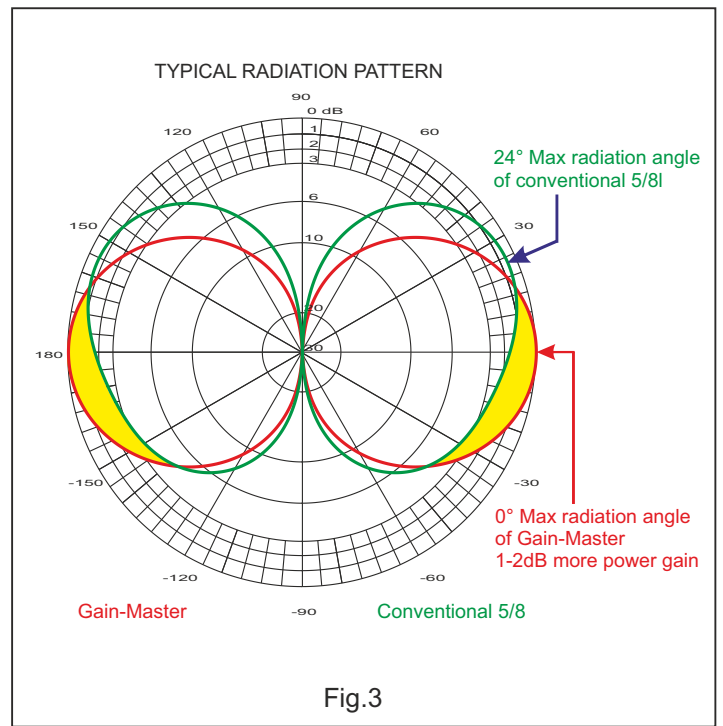 TYPICAL RADIATION PATTERN
90
0 dB
120
1
60
2
3
24° Max radiation angle
of conventional 5/8l
6
150
30
10
20
180
30
-150
-30
0° Max radiation angle
of Gain-Master
1-2dB more power gain
-120
-60
Gain-Master
-90
Conventional 5/8
Fig.3